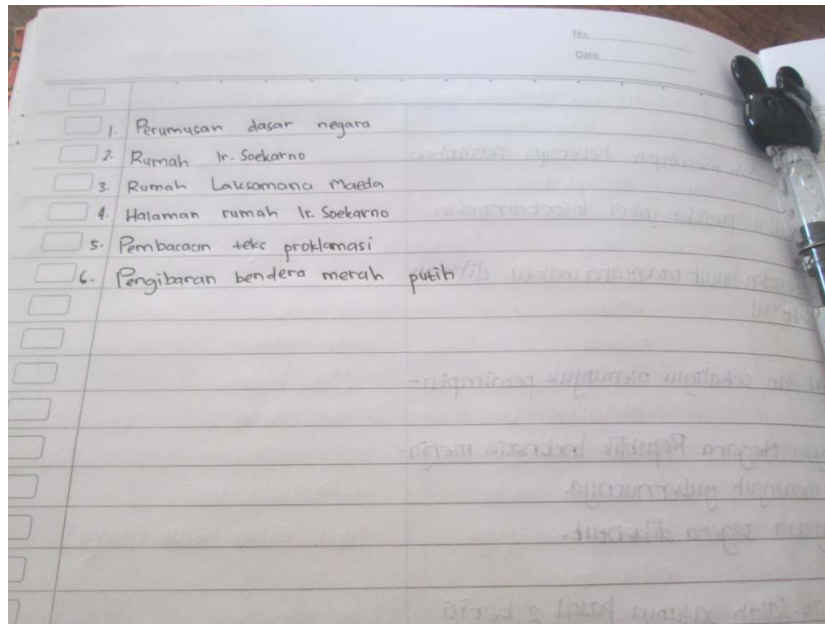 No.
Date:
1. Perumusan dasar negara
2. Rumah Ir. Soekarno
3. Rumah Laksamana Maeda
4. Halaman rumah Ir. Soekarno
5. Pembacaan teks proklamasi
6. Pengibaran bendera merah putih